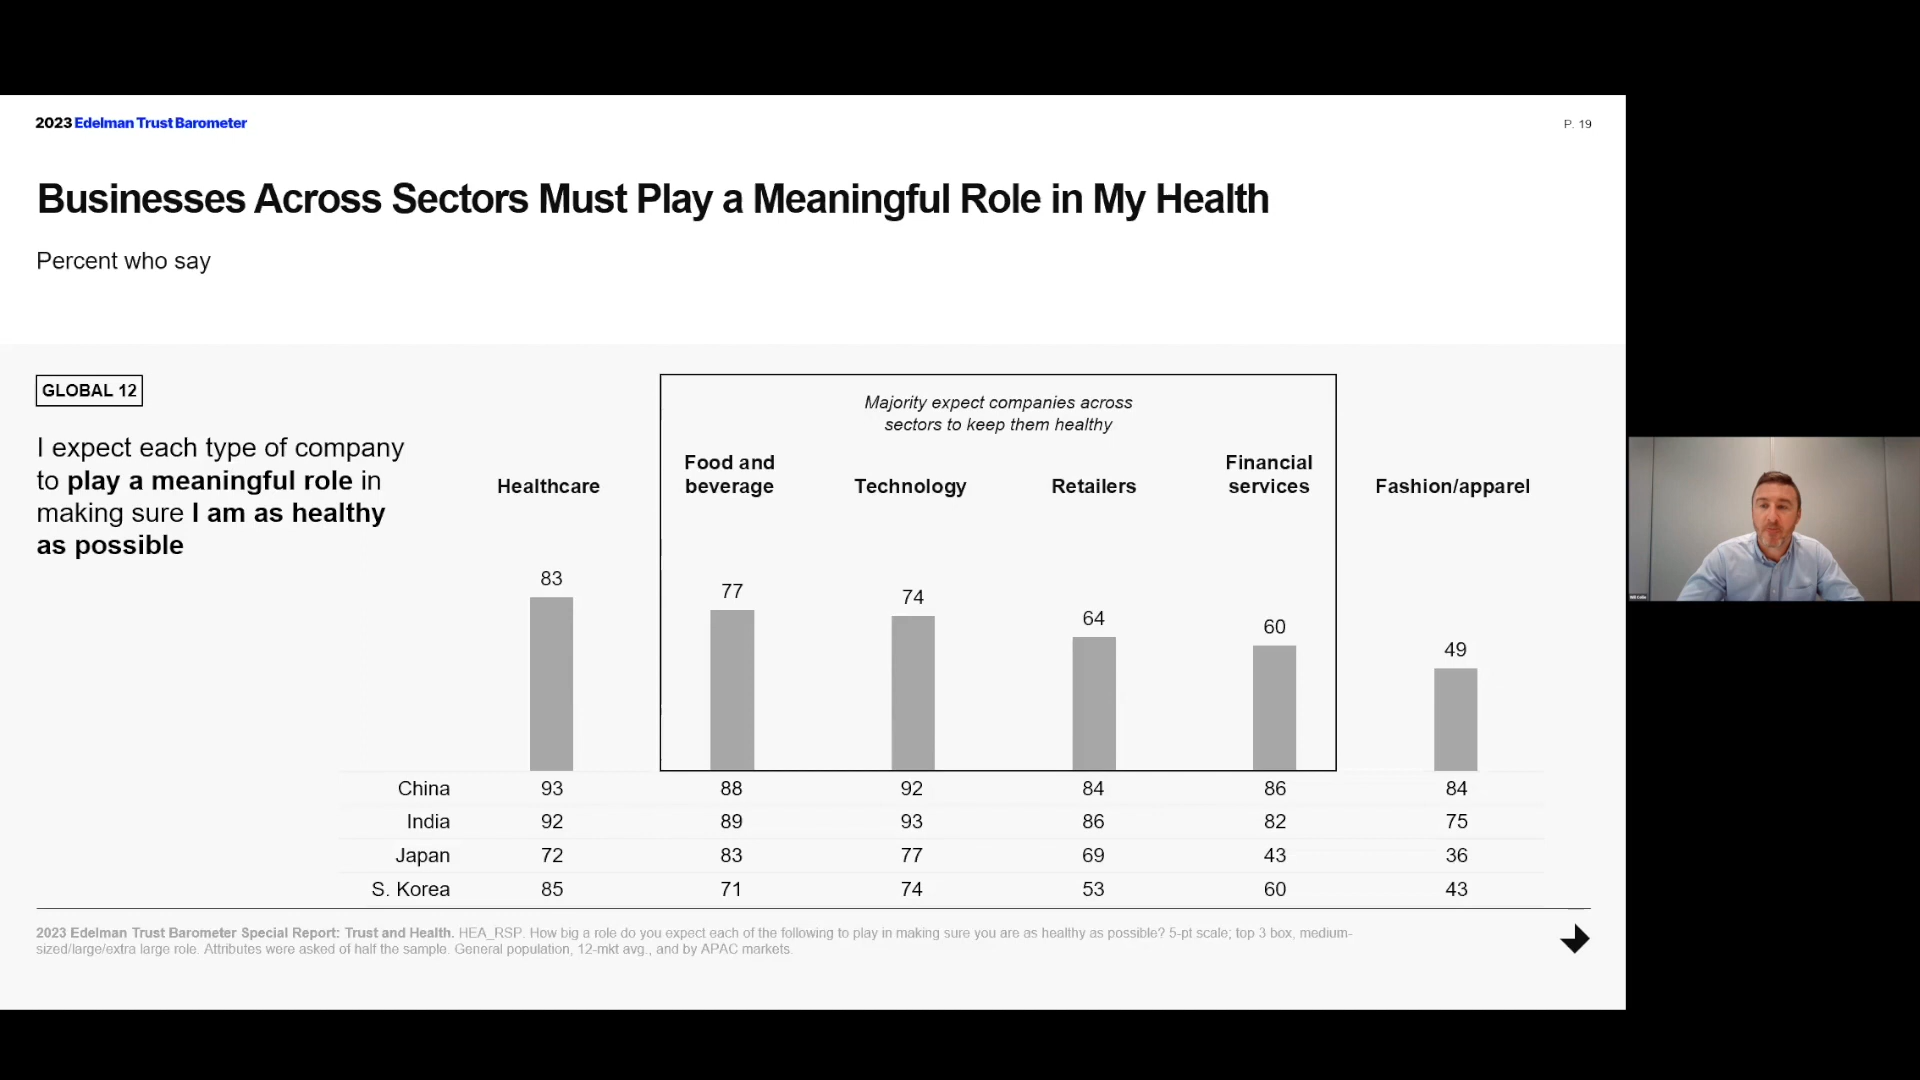 2023 Edelman Trust Barometer
P. 19
Businesses Across Sectors Must Play a Meaningful Role in My Health
Percent who say
GLOBAL 12
I expect each type of company
to play a meaningful role in
making sure I am as healthy
as possible
Majority expect companies across
sectors to keep them healthy
Healthcare
Food and
beverage
Technology
Retailers
Financial
services
Fashion/apparel
83 77 74 64 60 49
China 93 88 92 84 86 84
India 92 89 93 86 82 75
Japan 72 83 77 69 43 36
S. Korea 85 71 74 53 60 43
2023 Edelman Trust Barometer Special Report: Trust and Health. HEA_RSP. How big a role do you expect each of the following to play in making sure you are as healthy as possible? 5-pt scale; top 3 box, medium-
sized/large/extra large role. Attributes were asked of half the sample. General population, 12-mkt avg., and by APAC markets.